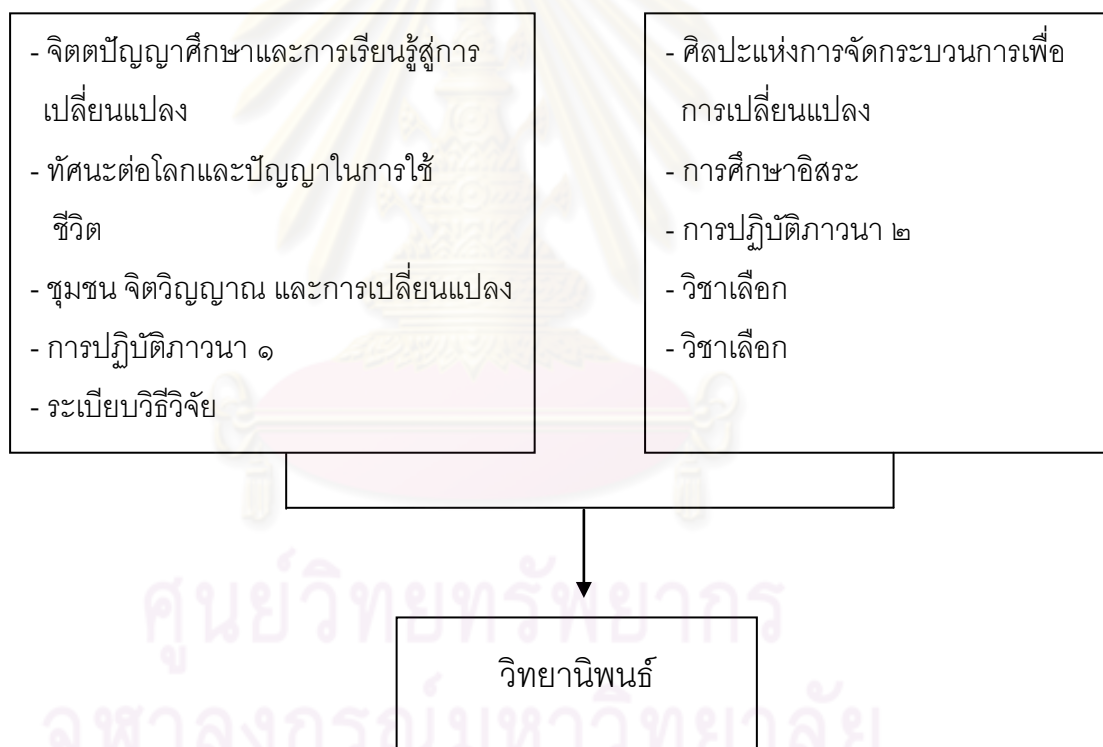 - จิตตปัญญาศึกษาและการเรียนรู้สู่การ
เปลี่ยนแปลง
- ทัศนะต่อโลกและปัญญาในการใช้
ชีวิต
- ชุมชน จิตวิญญาณ และการเปลี่ยนแปลง
- การปฏิบัติภาวนา ๑
- ระเบียบวิธีวิจัย
- ศิลปะแห่งการจัดกระบวนการเพื่อ
การเปลี่ยนแปลง
- การศึกษาอิสระ
- การปฏิบัติภาวนา ๒
- วิชาเลือก
- วิชาเลือก
วิทยานิพนธ์
ศูนย์วิทยทรัพยากร
จุฬาลงกรณ์มหาวิทยาลัย